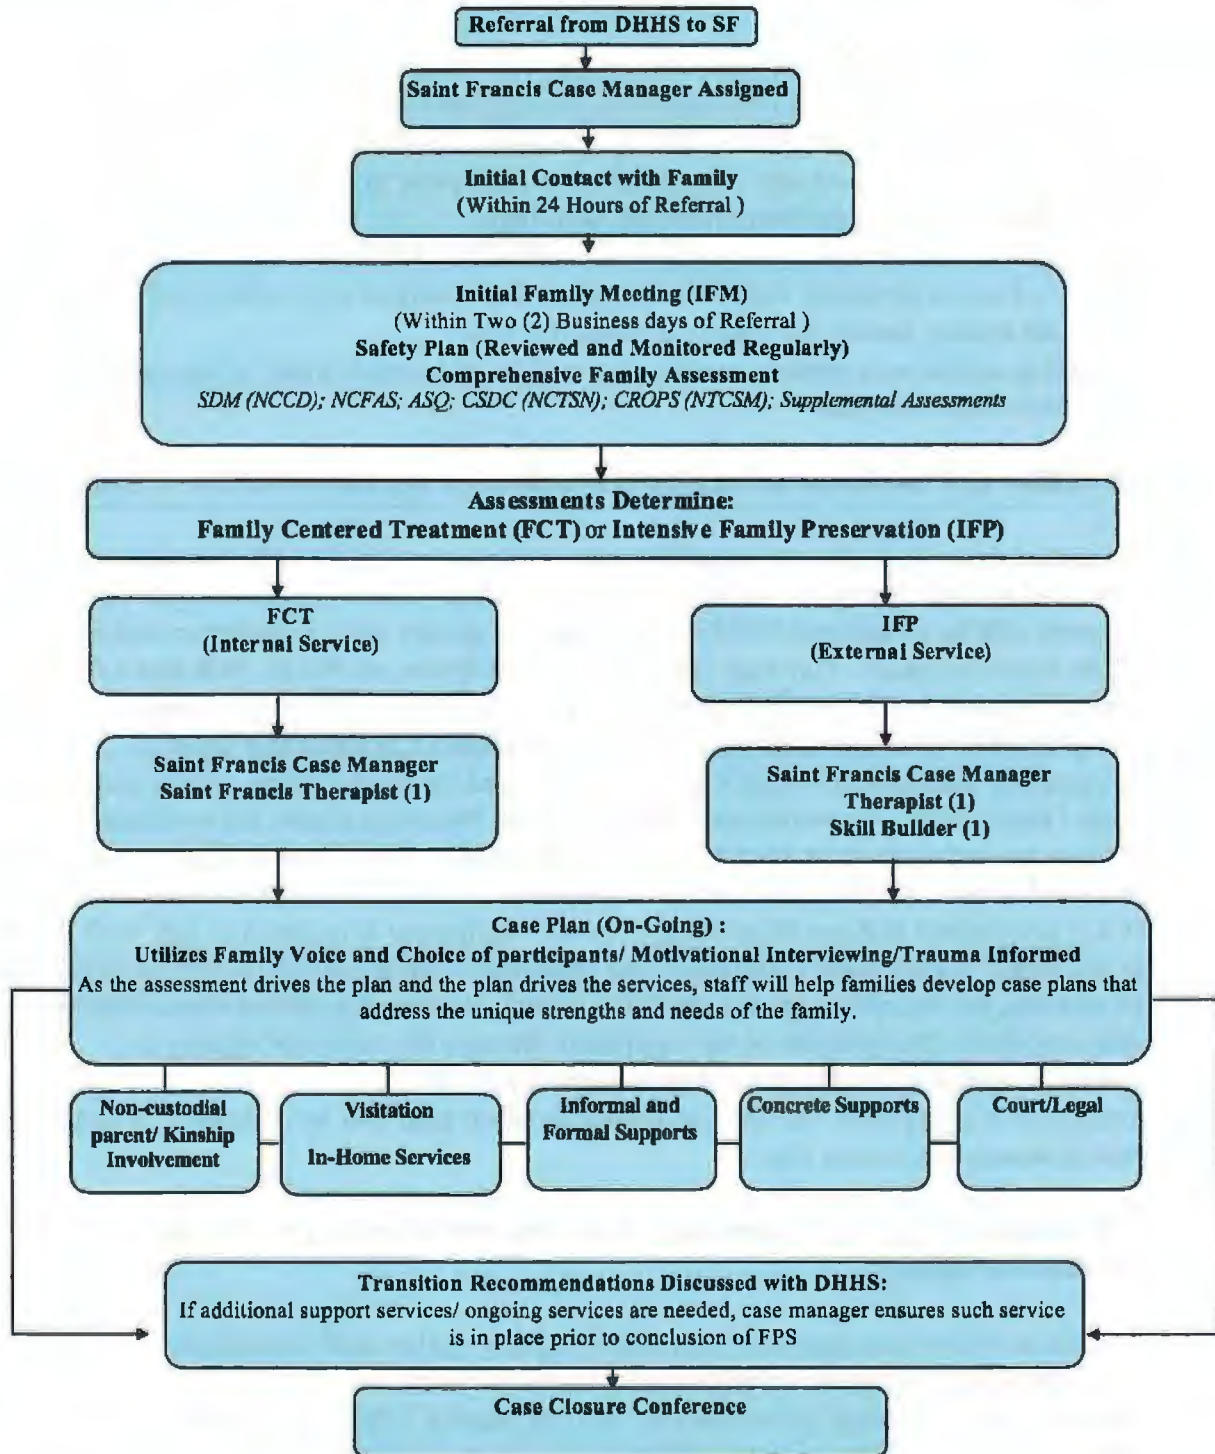 Referral from DHHS to SF
Saint Francis Case Manager Assigned
Initial Contact with Family
(Within 24 Hours of Referral )
Initial Family Meeting (IFM)
(Within Two (2) Business days of Referral )
Safety Plan (Reviewed and Monitored Regularly)
Comprehensive Family Assessment
SDM (NCCD); NCFAS; ASQ; CSDC (NCTSN); CROPS (NTCSM); Supplemental Assessments
Assessments Determine:
Family Centered Treatment (FCT) or Intensive Family Preservation (IFP)
FCT
(Internal Service)
IFP
(External Service)
Saint Francis Case Manager
Saint Francis Therapist (1)
Saint Francis Case Manager
Therapist (1)
Skill Builder (1)
Case Plan (On-Going) :
Utilizes Family Voice and Choice of participants/ Motivational Interviewing/Trauma Informed
As the assessment drives the plan and the plan drives the services, staff will help families develop case plans that
address the unique strengths and needs of the family.
Non-custodial
parent/ Kinship
Involvement
Visitation
In-Home Services
Informal and
Formal Supports
Concrete Supports
Court/Legal
Transition Recommendations Discussed with DHHS:
If additional support services/ ongoing services are needed, case manager ensures such service
is in place prior to conclusion of FPS
Case Closure Conference